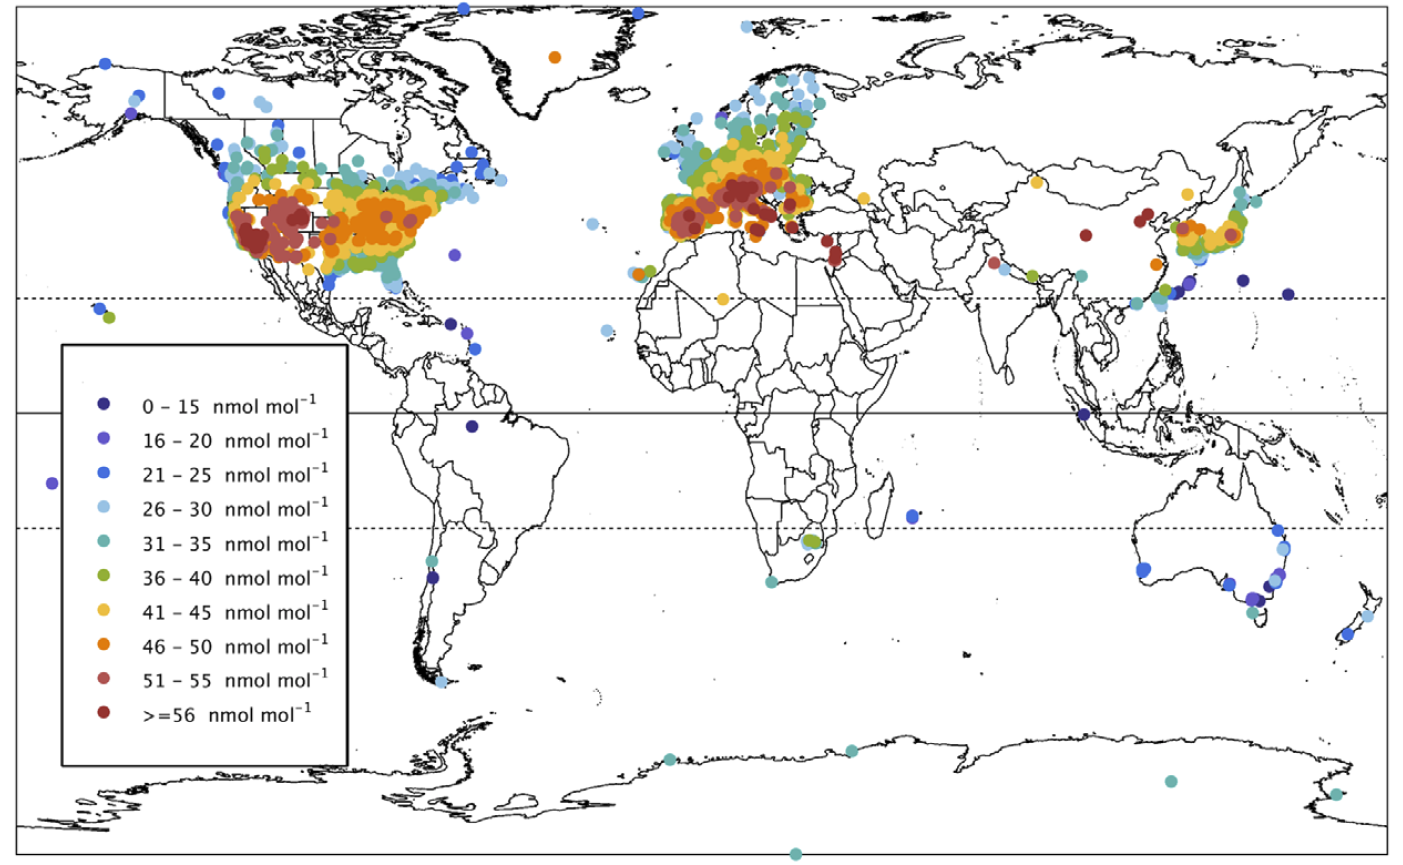 0 – 15 nmol mol⁻¹
16 – 20 nmol mol⁻¹
21 – 25 nmol mol⁻¹
26 – 30 nmol mol⁻¹
31 – 35 nmol mol⁻¹
36 – 40 nmol mol⁻¹
41 – 45 nmol mol⁻¹
46 – 50 nmol mol⁻¹
51 – 55 nmol mol⁻¹
>=56 nmol mol⁻¹